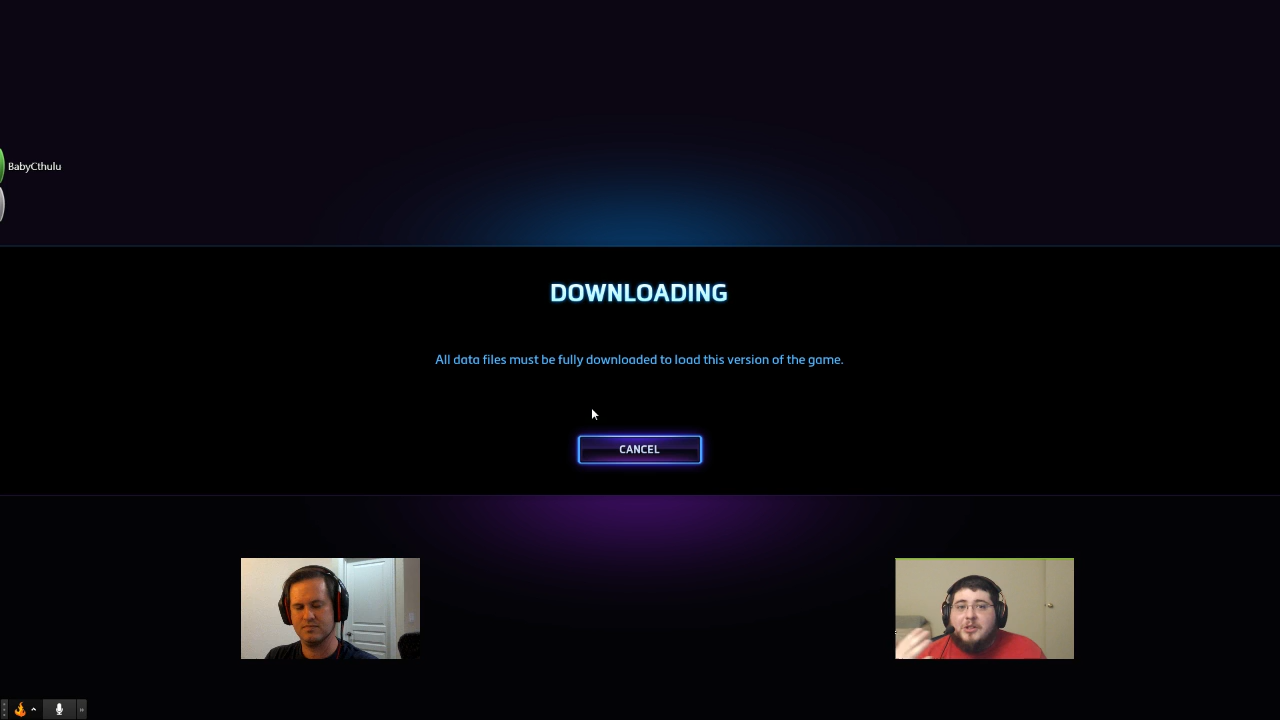 BabyCthulu
DOWNLOADING
All data files must be fully downloaded to load this version of the game.
CANCEL